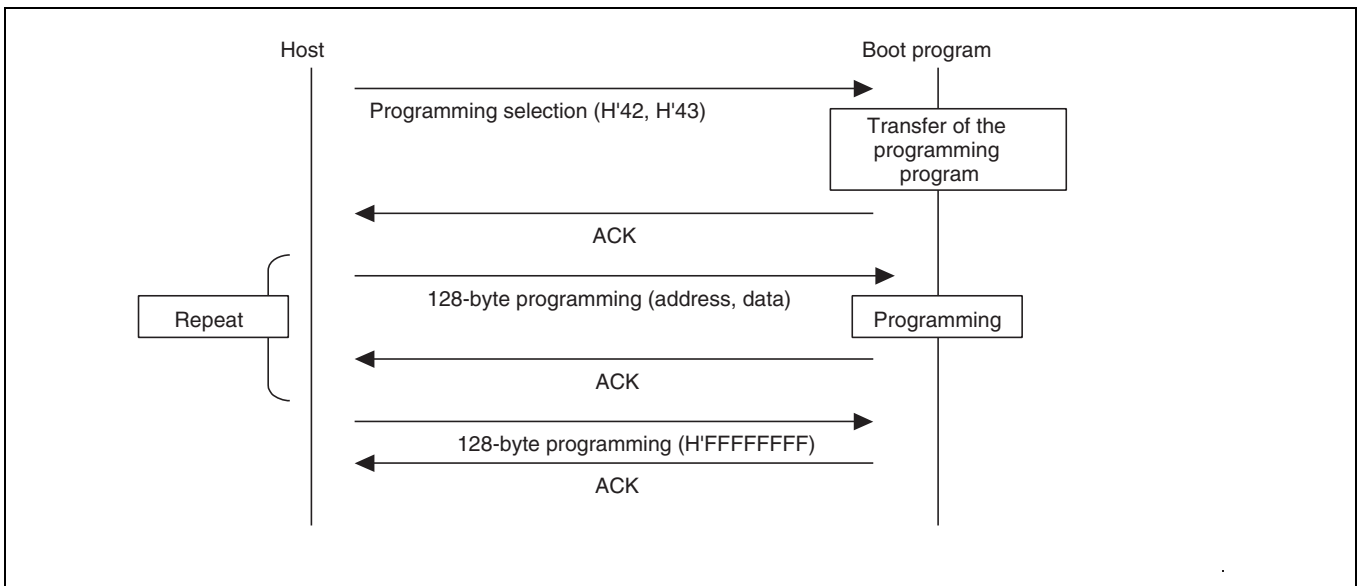 Host
Boot program
Programming selection (H'42, H'43)
Transfer of the
programming
program
ACK
128-byte programming (address, data)
Repeat
Programming
ACK
128-byte programming (H'FFFFFFFF)
ACK